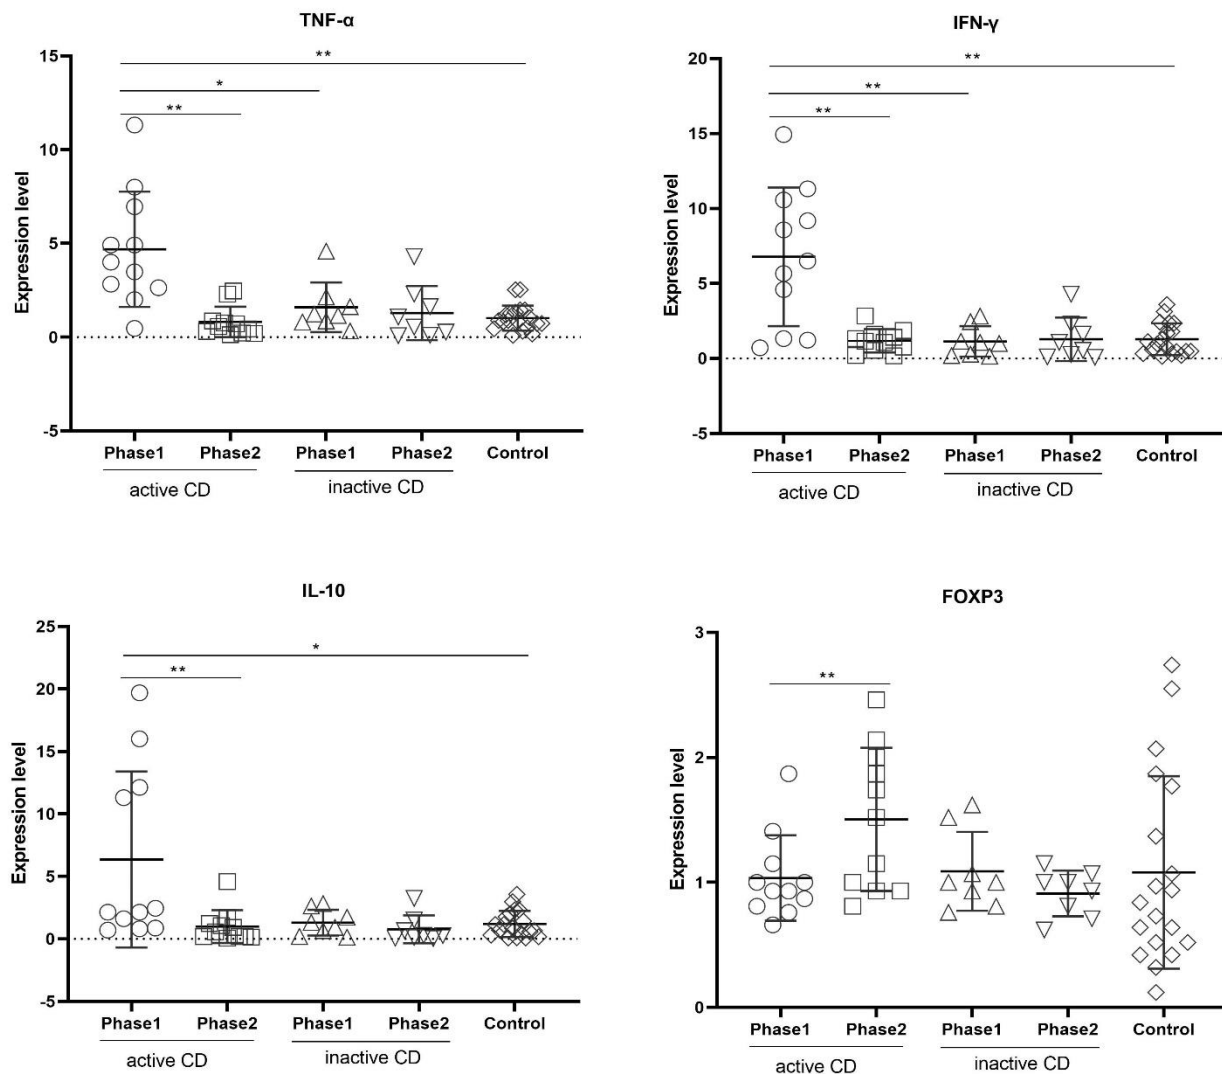 TNF-α
15
10
5
0
-5
Expression level
**
*
**
Phase1 Phase2 Phase1 Phase2 Control
active CD inactive CD
IFN-γ
20
15
10
5
0
-5
Expression level
**
**
**
Phase1 Phase2 Phase1 Phase2 Control
active CD inactive CD
IL-10
25
20
15
10
5
0
-5
Expression level
*
**
Phase1 Phase2 Phase1 Phase2 Control
active CD inactive CD
FOXP3
3
2
1
0
Expression level
**
Phase1 Phase2 Phase1 Phase2 Control
active CD inactive CD